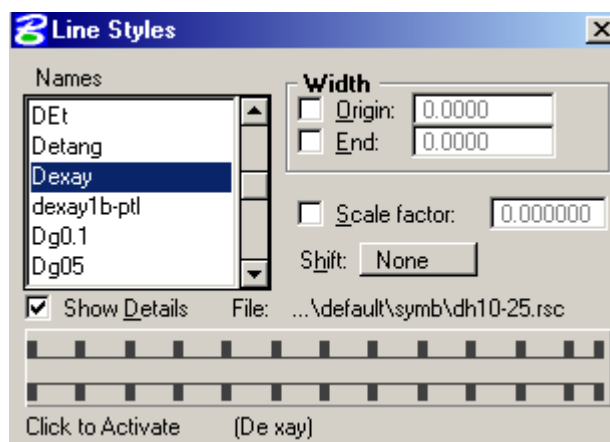 Line Styles
Names
DEt
Detang
Dexay
dexay1b-ptl
Dg0.1
Dg05
Width
Origin: 0.0000
End: 0.0000
Scale factor: 0.000000
Shift: None
Show Details File: ...\default\symb\dh10-25.rsc
Click to Activate (De xay)